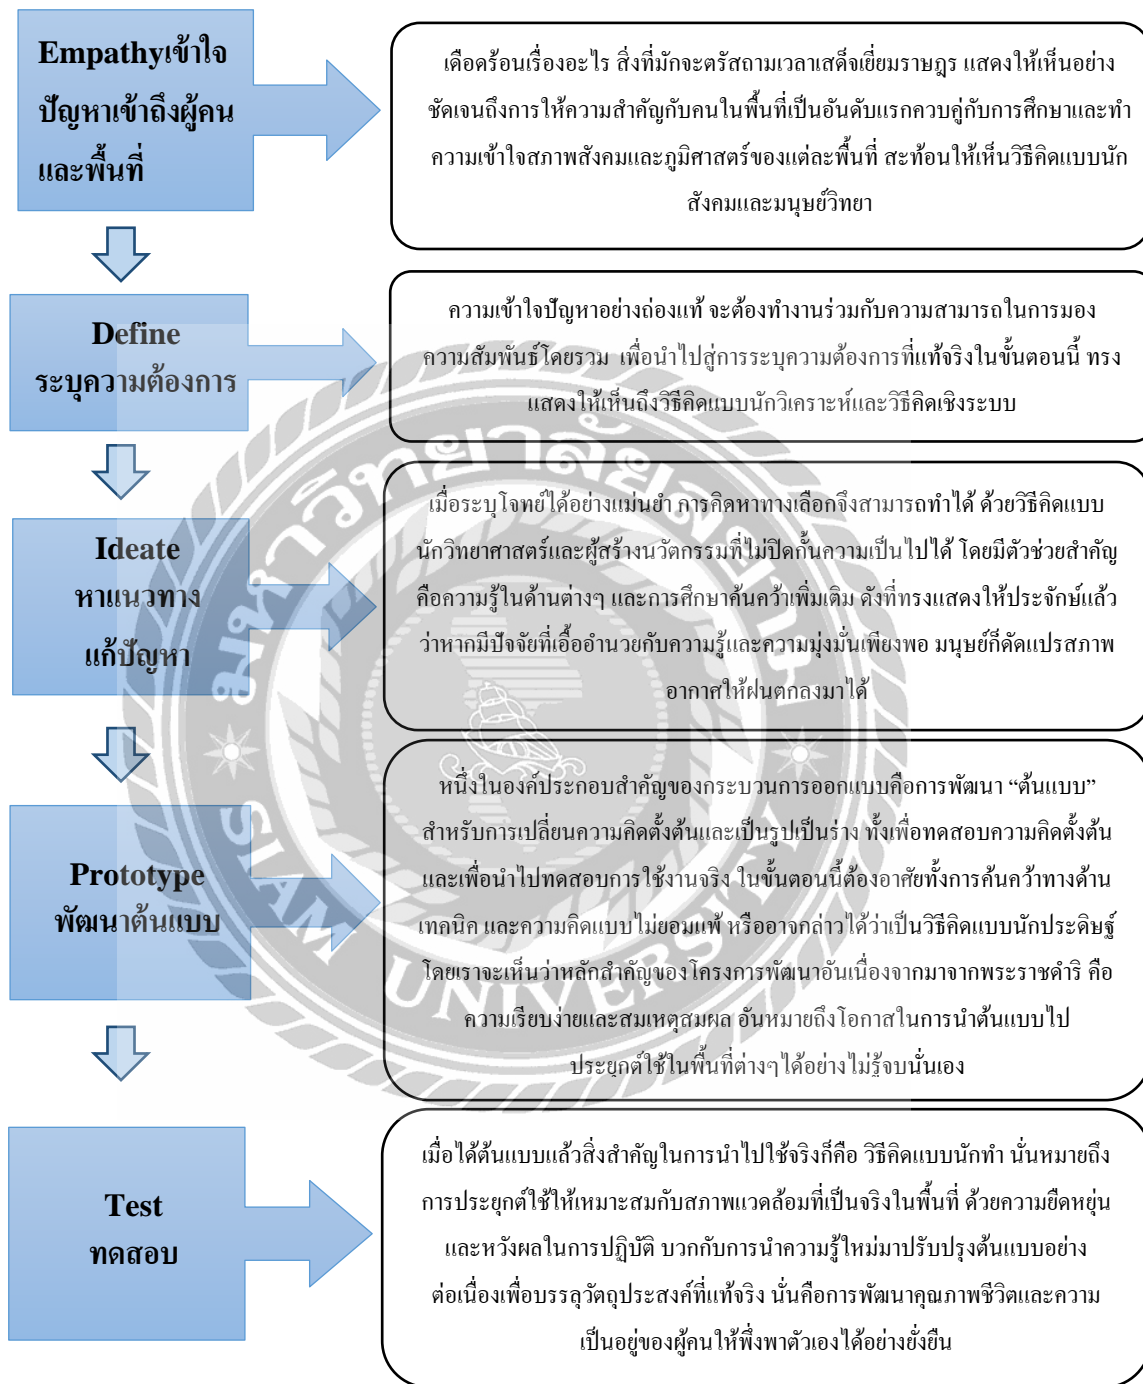 Empathyเข้าใจ
ปัญหาเข้าถึงผู้คน
และพื้นที่
เดือดร้อนเรื่องอะไร สิ่งที่มักจะตรัสถามเวลาเสด็จเยี่ยมราษฎร แสดงให้เห็นอย่าง
ชัดเจนถึงการให้ความสำคัญกับคนในพื้นที่เป็นอันดับแรกควบคู่กับการศึกษาและทำ
ความเข้าใจสภาพสังคมและภูมิศาสตร์ของแต่ละพื้นที่ สะท้อนให้เห็นวิธีคิดแบบนัก
สังคมและมนุษย์วิทยา
Define
ระบุความต้องการ
ความเข้าใจปัญหาอย่างถ่องแท้ จะต้องทำงานร่วมกับความสามารถในการมอง
ความสัมพันธ์โดยรวม เพื่อนำไปสู่การระบุความต้องการที่แท้จริงในขั้นตอนนี้ ทรง
แสดงให้เห็นถึงวิธีคิดแบบนักวิเคราะห์และวิธีคิดเชิงระบบ
Ideate
หาแนวทาง
แก้ปัญหา
เมื่อระบุโจทย์ได้อย่างแม่นยำ การคิดหาทางเลือกจึงสามารถทำได้ ด้วยวิธีคิดแบบ
นักวิทยาศาสตร์และผู้สร้างนวัตกรรมที่ไม่ปิดกั้นความเป็นไปได้ โดยมีตัวช่วยสำคัญ
คือความรู้ในด้านต่างๆ และการศึกษาค้นคว้าเพิ่มเติม ดังที่ทรงแสดงให้ประจักษ์แล้ว
ว่าหากมีปัจจัยที่เอื้ออำนวยกับความรู้และความมุ่งมั่นเพียงพอ มนุษย์ก็ดัดแปรสภาพ
อากาศให้ฝนตกลงมาได้
Prototype
พัฒนาต้นแบบ
หนึ่งในองค์ประกอบสำคัญของกระบวนการออกแบบคือการพัฒนา “ต้นแบบ”
สำหรับการเปลี่ยนความคิดตั้งต้นและเป็นรูปเป็นร่าง ทั้งเพื่อทดสอบความคิดตั้งต้น
และเพื่อนำไปทดสอบการใช้งานจริง ในขั้นตอนนี้ต้องอาศัยทั้งการค้นคว้าทางด้าน
เทคนิค และความคิดแบบไม่ยอมแพ้ หรืออาจกล่าวได้ว่าเป็นวิธีคิดแบบนักประดิษฐ์
โดยเราจะเห็นว่าหลักสำคัญของโครงการพัฒนาอันเนื่องจากมาจากพระราชดำริ คือ
ความเรียบง่ายและสมเหตุสมผล อันหมายถึงโอกาสในการนำต้นแบบไป
ประยุกต์ใช้ในพื้นที่ต่างๆได้อย่างไม่รู้จบนั่นเอง
Test
ทดสอบ
เมื่อได้ต้นแบบแล้วสิ่งสำคัญในการนำไปใช้จริงก็คือ วิธีคิดแบบนักทำ นั่นหมายถึง
การประยุกต์ใช้ให้เหมาะสมกับสภาพแวดล้อมที่เป็นจริงในพื้นที่ ด้วยความยืดหยุ่น
และหวังผลในการปฏิบัติ บวกกับการนำความรู้ใหม่มาปรับปรุงต้นแบบอย่าง
ต่อเนื่องเพื่อบรรลุวัตถุประสงค์ที่แท้จริง นั่นคือการพัฒนาคุณภาพชีวิตและความ
เป็นอยู่ของผู้คนให้พึ่งพาตัวเองได้อย่างยั่งยืน
มหาวิทยาลัยสยาม
SIAM UNIVERSITY